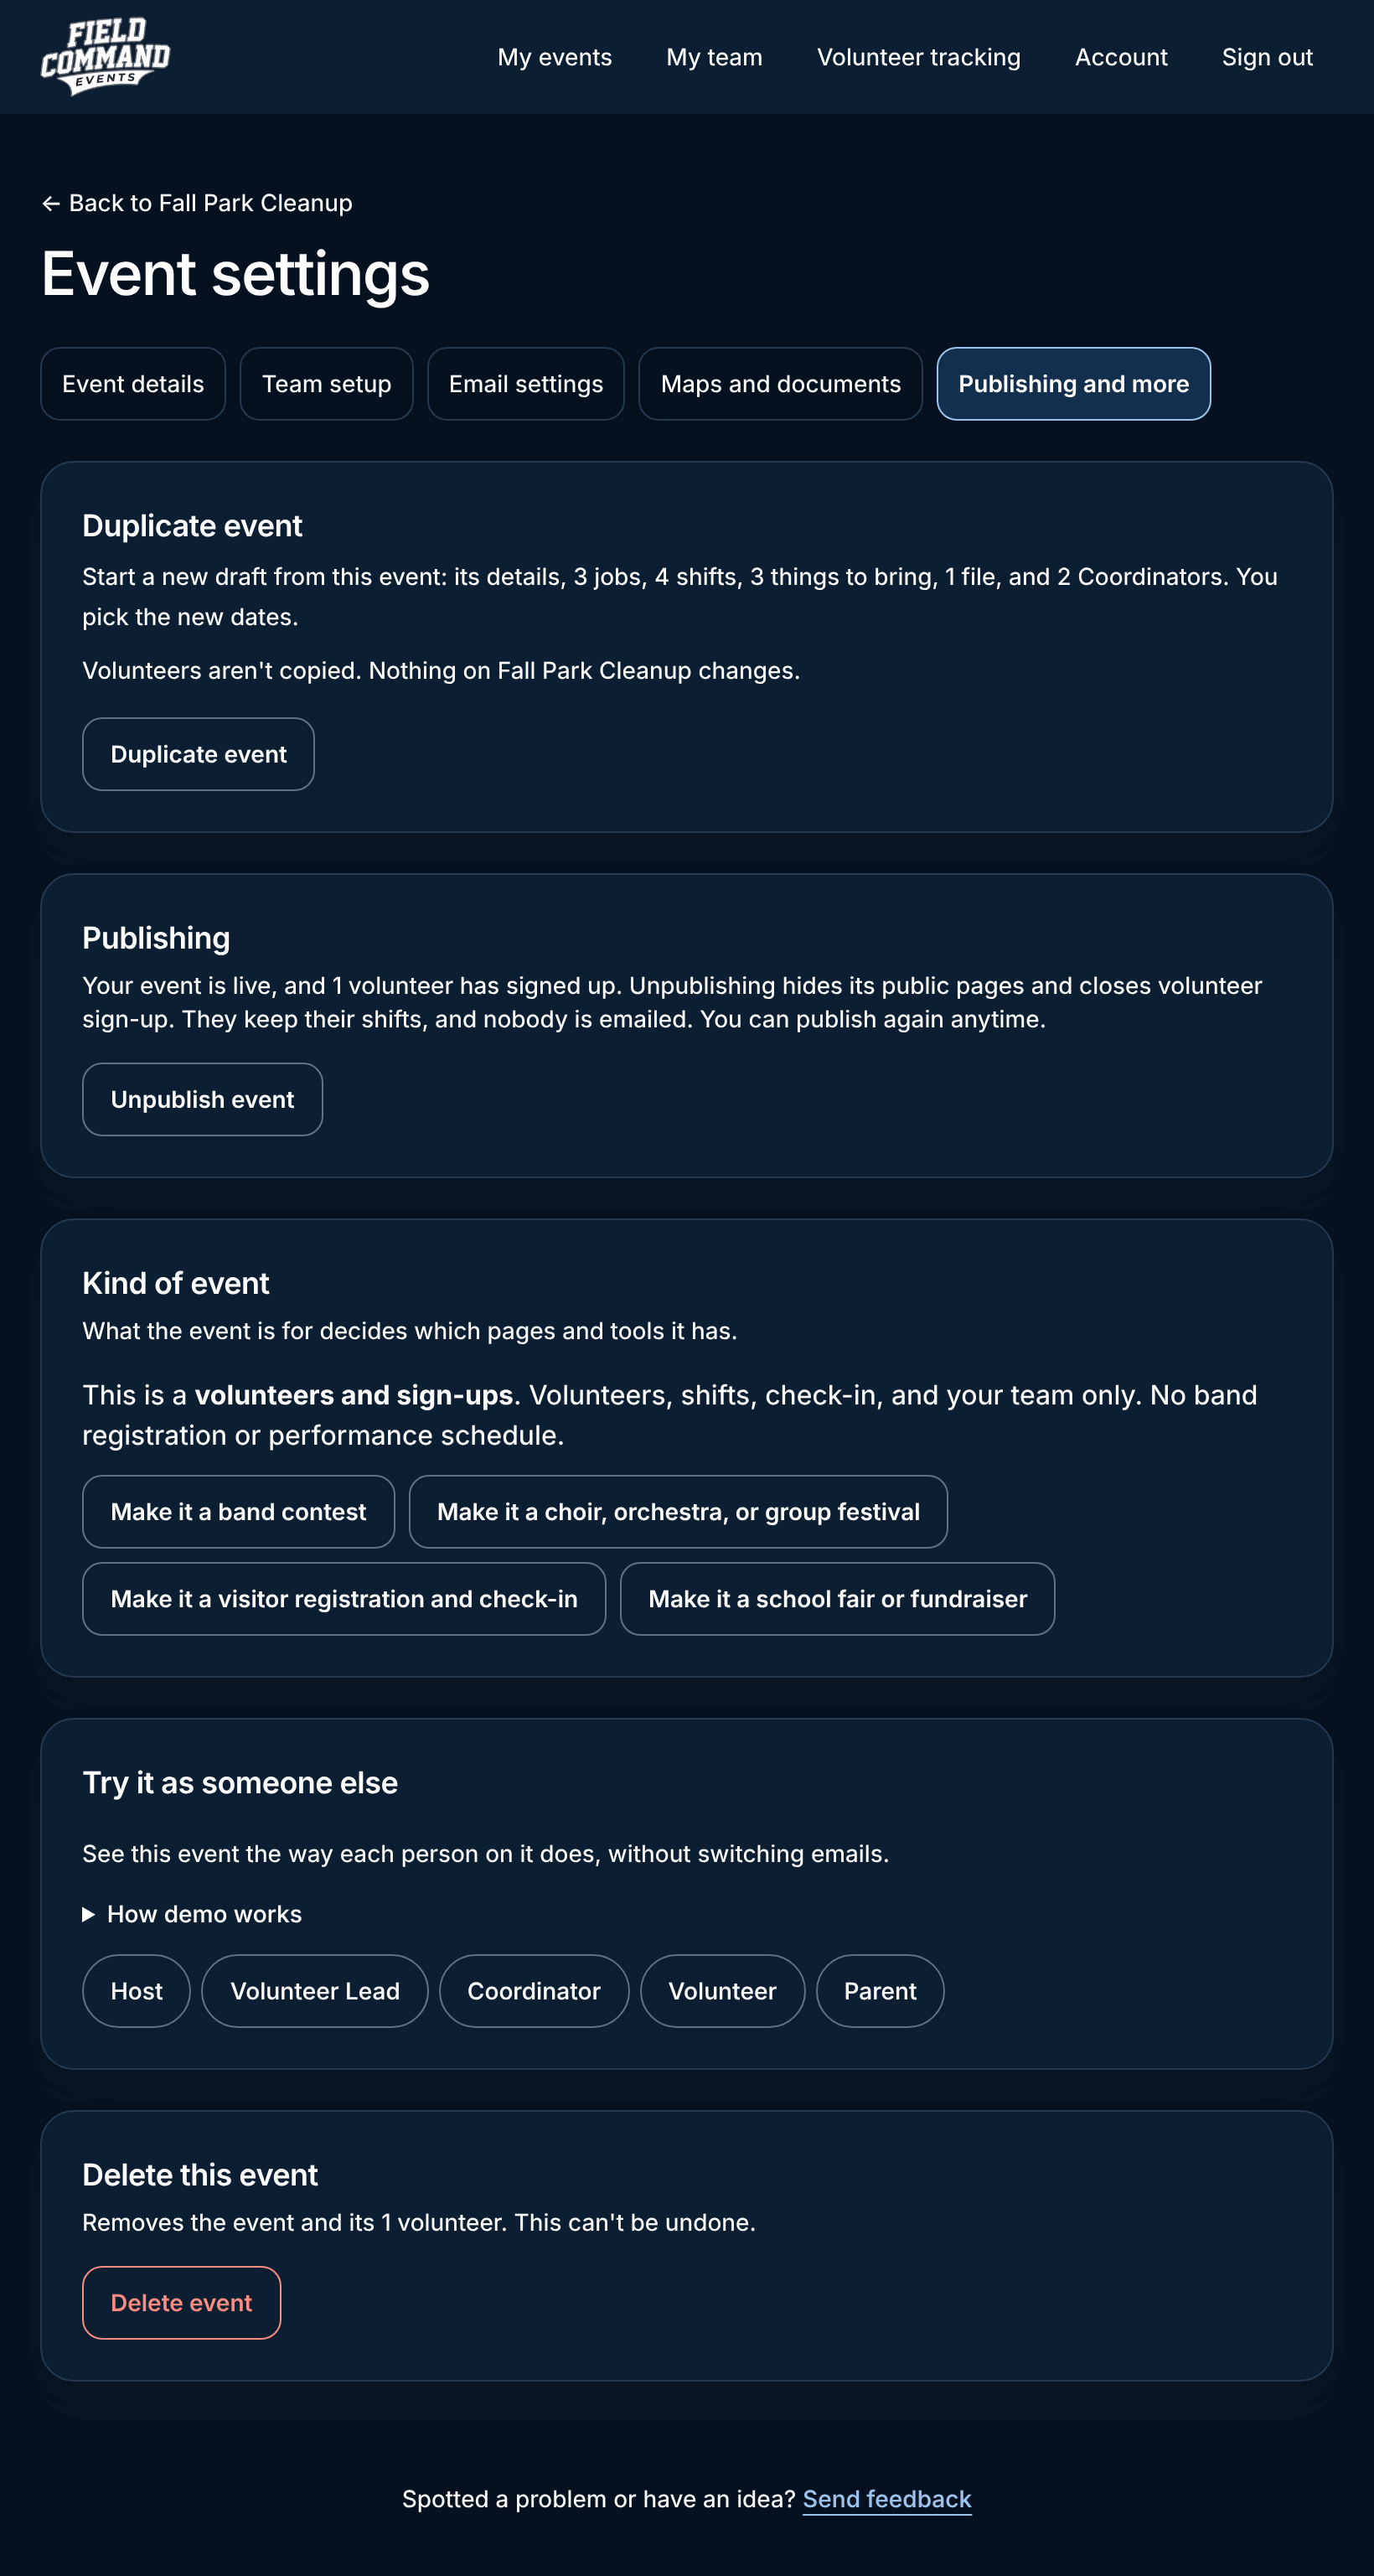 FIELD
COMMAND
EVENTS
My events
My team
Volunteer tracking
Account
Sign out
← Back to Fall Park Cleanup
Event settings
Event details
Team setup
Email settings
Maps and documents
Publishing and more
Duplicate event
Start a new draft from this event: its details, 3 jobs, 4 shifts, 3 things to bring, 1 file, and 2 Coordinators. You
pick the new dates.
Volunteers aren't copied. Nothing on Fall Park Cleanup changes.
Duplicate event
Publishing
Your event is live, and 1 volunteer has signed up. Unpublishing hides its public pages and closes volunteer
sign-up. They keep their shifts, and nobody is emailed. You can publish again anytime.
Unpublish event
Kind of event
What the event is for decides which pages and tools it has.
This is a volunteers and sign-ups. Volunteers, shifts, check-in, and your team only. No band
registration or performance schedule.
Make it a band contest
Make it a choir, orchestra, or group festival
Make it a visitor registration and check-in
Make it a school fair or fundraiser
Try it as someone else
See this event the way each person on it does, without switching emails.
▶ How demo works
Host
Volunteer Lead
Coordinator
Volunteer
Parent
Delete this event
Removes the event and its 1 volunteer. This can't be undone.
Delete event
Spotted a problem or have an idea? Send feedback